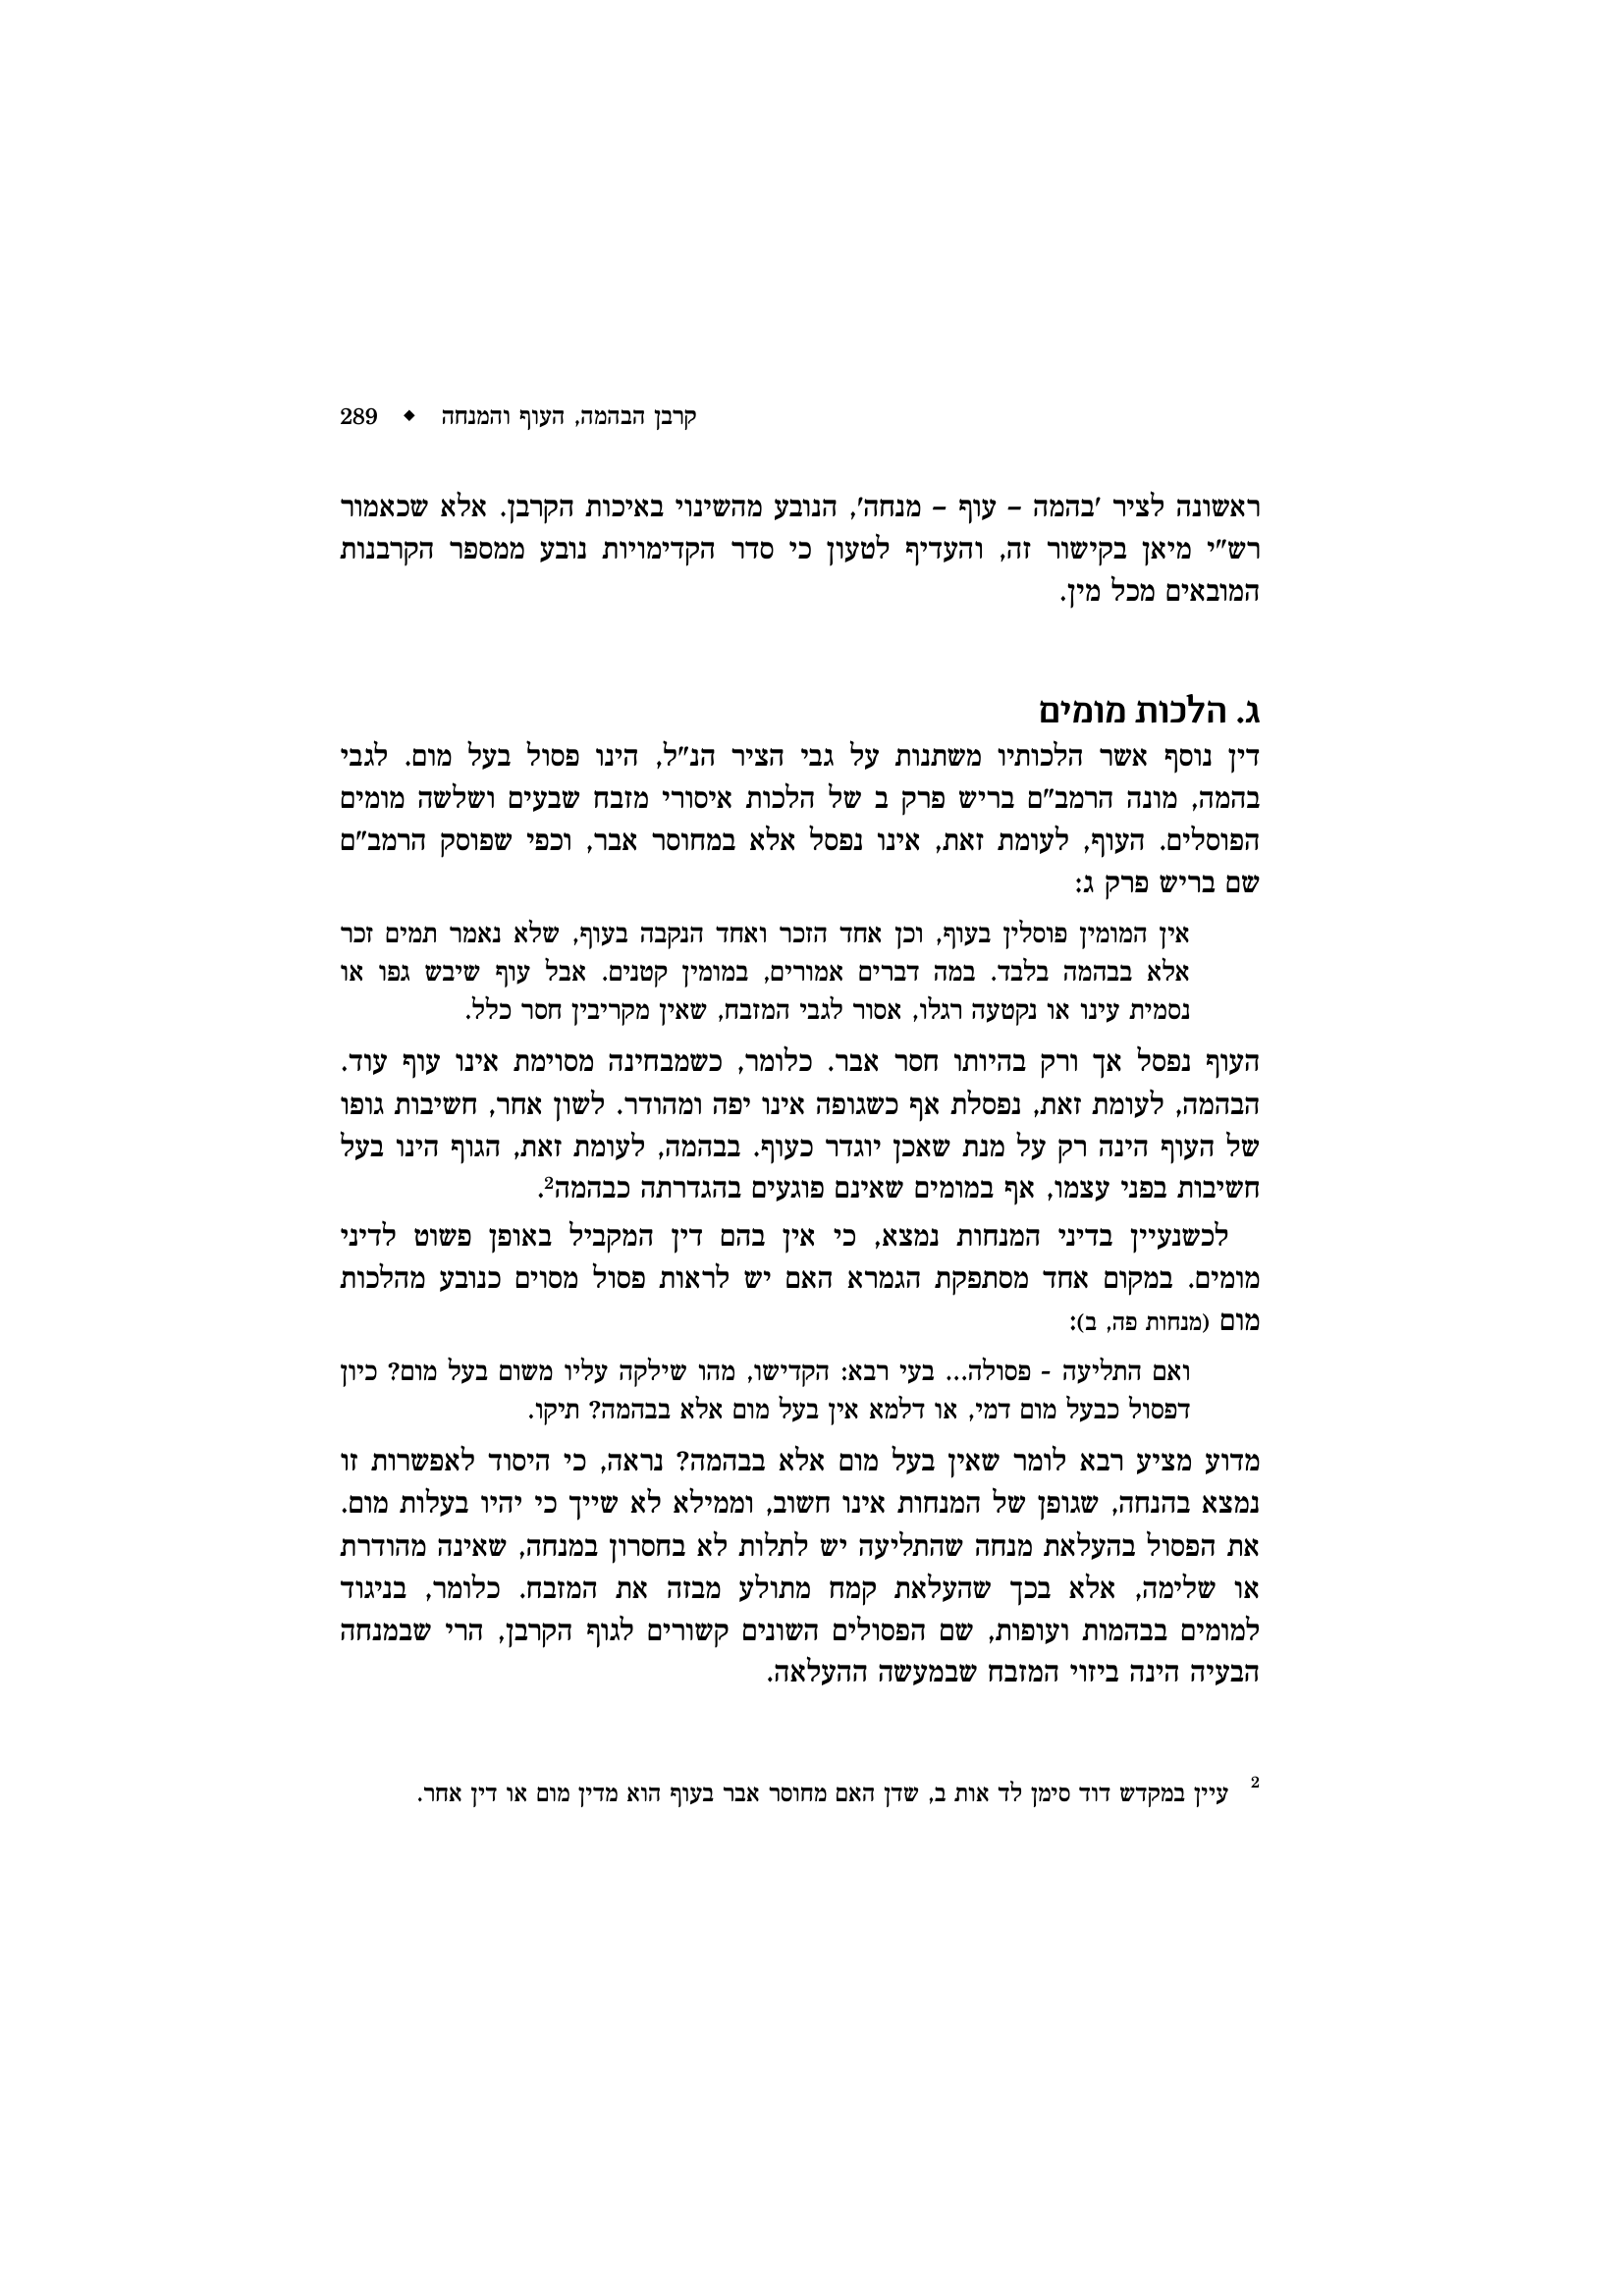 קרבן הבהמה, העוף והמנחה ◆ 289
ראשונה לציר 'בהמה – עוף – מנחה', הנובע מהשינוי באיכות הקרבן. אלא שכאמור
רש"י מיאן בקישור זה, והעדיף לטעון כי סדר הקדימויות נובע ממספר הקרבנות
המובאים מכל מין.
ג. הלכות מומים
דין נוסף אשר הלכותיו משתנות על גבי הציר הנ"ל, הינו פסול בעל מום. לגבי
בהמה, מונה הרמב"ם בריש פרק ב של הלכות איסורי מזבח שבעים ושלשה מומים
הפוסלים. העוף, לעומת זאת, אינו נפסל אלא במחוסר אבר, וכפי שפוסק הרמב"ם
שם בריש פרק ג:
אין המומין פוסלין בעוף, וכן אחד הזכר ואחד הנקבה בעוף, שלא נאמר תמים זכר
אלא בבהמה בלבד. במה דברים אמורים, במומין קטנים. אבל עוף שיבש גפו או
נסמית עינו או נקטעה רגלו, אסור לגבי המזבח, שאין מקריבין חסר כלל.
העוף נפסל אך ורק בהיותו חסר אבר. כלומר, כשמבחינה מסוימת אינו עוף עוד.
הבהמה, לעומת זאת, נפסלת אף כשגופה אינו יפה ומהודר. לשון אחר, חשיבות גופו
של העוף הינה רק על מנת שאכן יוגדר כעוף. בבהמה, לעומת זאת, הגוף הינו בעל
חשיבות בפני עצמו, אף במומים שאינם פוגעים בהגדרתה כבהמה².
לכשנעיין בדיני המנחות נמצא, כי אין בהם דין המקביל באופן פשוט לדיני
מומים. במקום אחד מסתפקת הגמרא האם יש לראות פסול מסוים כנובע מהלכות
מום (מנחות פה, ב):
ואם התליעה - פסולה... בעי רבא: הקדישו, מהו שילקה עליו משום בעל מום? כיון
דפסול כבעל מום דמי, או דלמא אין בעל מום אלא בבהמה? תיקו.
מדוע מציע רבא לומר שאין בעל מום אלא בבהמה? נראה, כי היסוד לאפשרות זו
נמצא בהנחה, שגופן של המנחות אינו חשוב, וממילא לא שייך כי יהיו בעלות מום.
את הפסול בהעלאת מנחה שהתליעה יש לתלות לא בחסרון במנחה, שאינה מהודרת
או שלימה, אלא בכך שהעלאת קמח מתולע מבזה את המזבח. כלומר, בניגוד
למומים בבהמות ועופות, שם הפסולים השונים קשורים לגוף הקרבן, הרי שבמנחה
הבעיה הינה ביזוי המזבח שבמעשה ההעלאה.
² עיין במקדש דוד סימן לד אות ב, שדן האם מחוסר אבר בעוף הוא מדין מום או דין אחר.